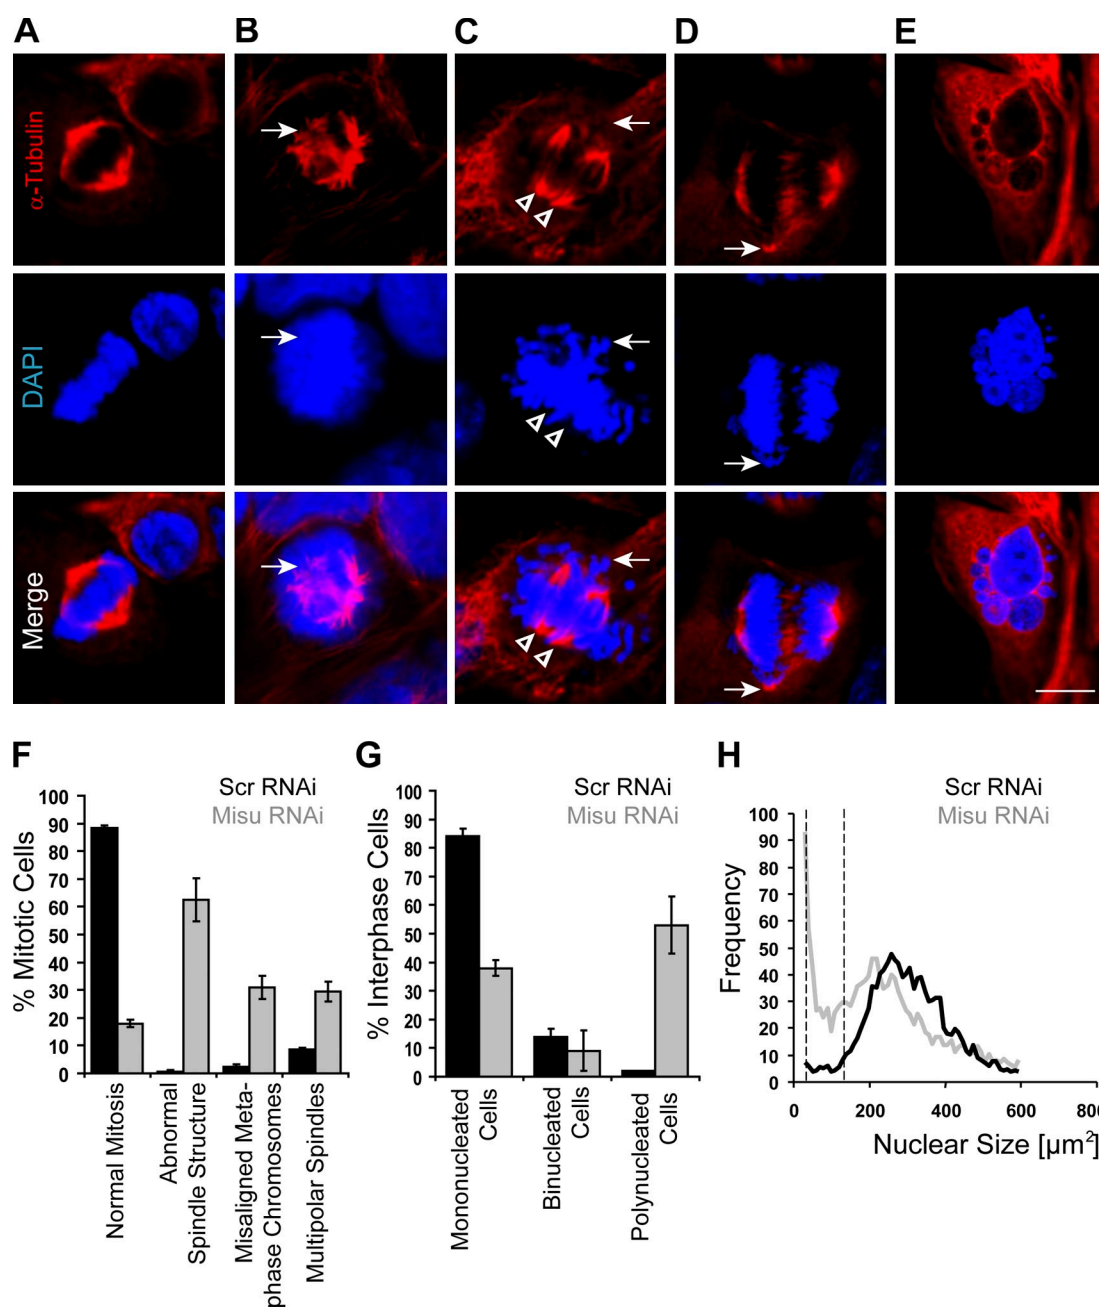 A B C D E
α-Tubulin
DAPI
Merge
F
Scr RNAi
Misu RNAi
% Mitotic Cells
100
90
80
70
60
50
40
30
20
10
0
Normal Mitosis
Abnormal
Spindle Structure
Misaligned Meta-
phase Chromosomes
Multipolar Spindles
G
Scr RNAi
Misu RNAi
% Interphase Cells
100
90
80
70
60
50
40
30
20
10
0
Mononucleated
Cells
Binucleated
Cells
Polynucleated
Cells
H
Scr RNAi
Misu RNAi
Frequency
100
90
80
70
60
50
40
30
20
10
0
0 200 400 600 800
Nuclear Size [µm²]